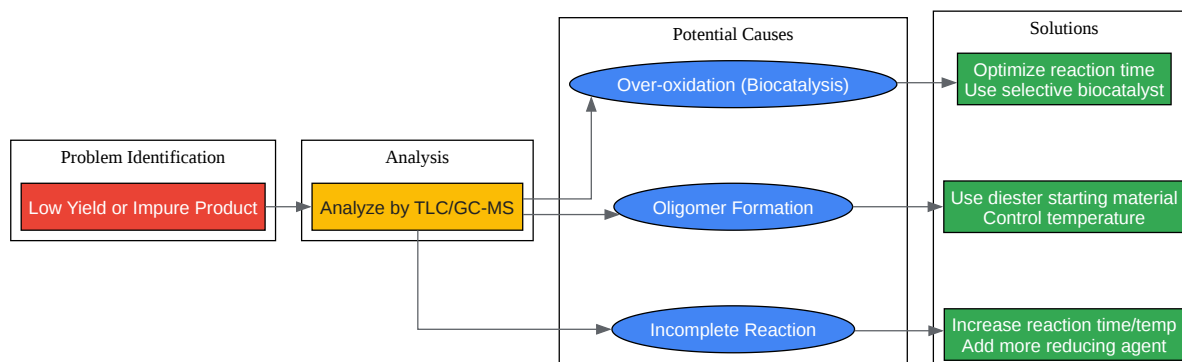 Problem Identification
Low Yield or Impure Product
Analysis
Analyze by TLC/GC-MS
Potential Causes
Over-oxidation (Biocatalysis)
Oligomer Formation
Incomplete Reaction
Solutions
Optimize reaction time
Use selective biocatalyst
Use diester starting material
Control temperature
Increase reaction time/temp
Add more reducing agent